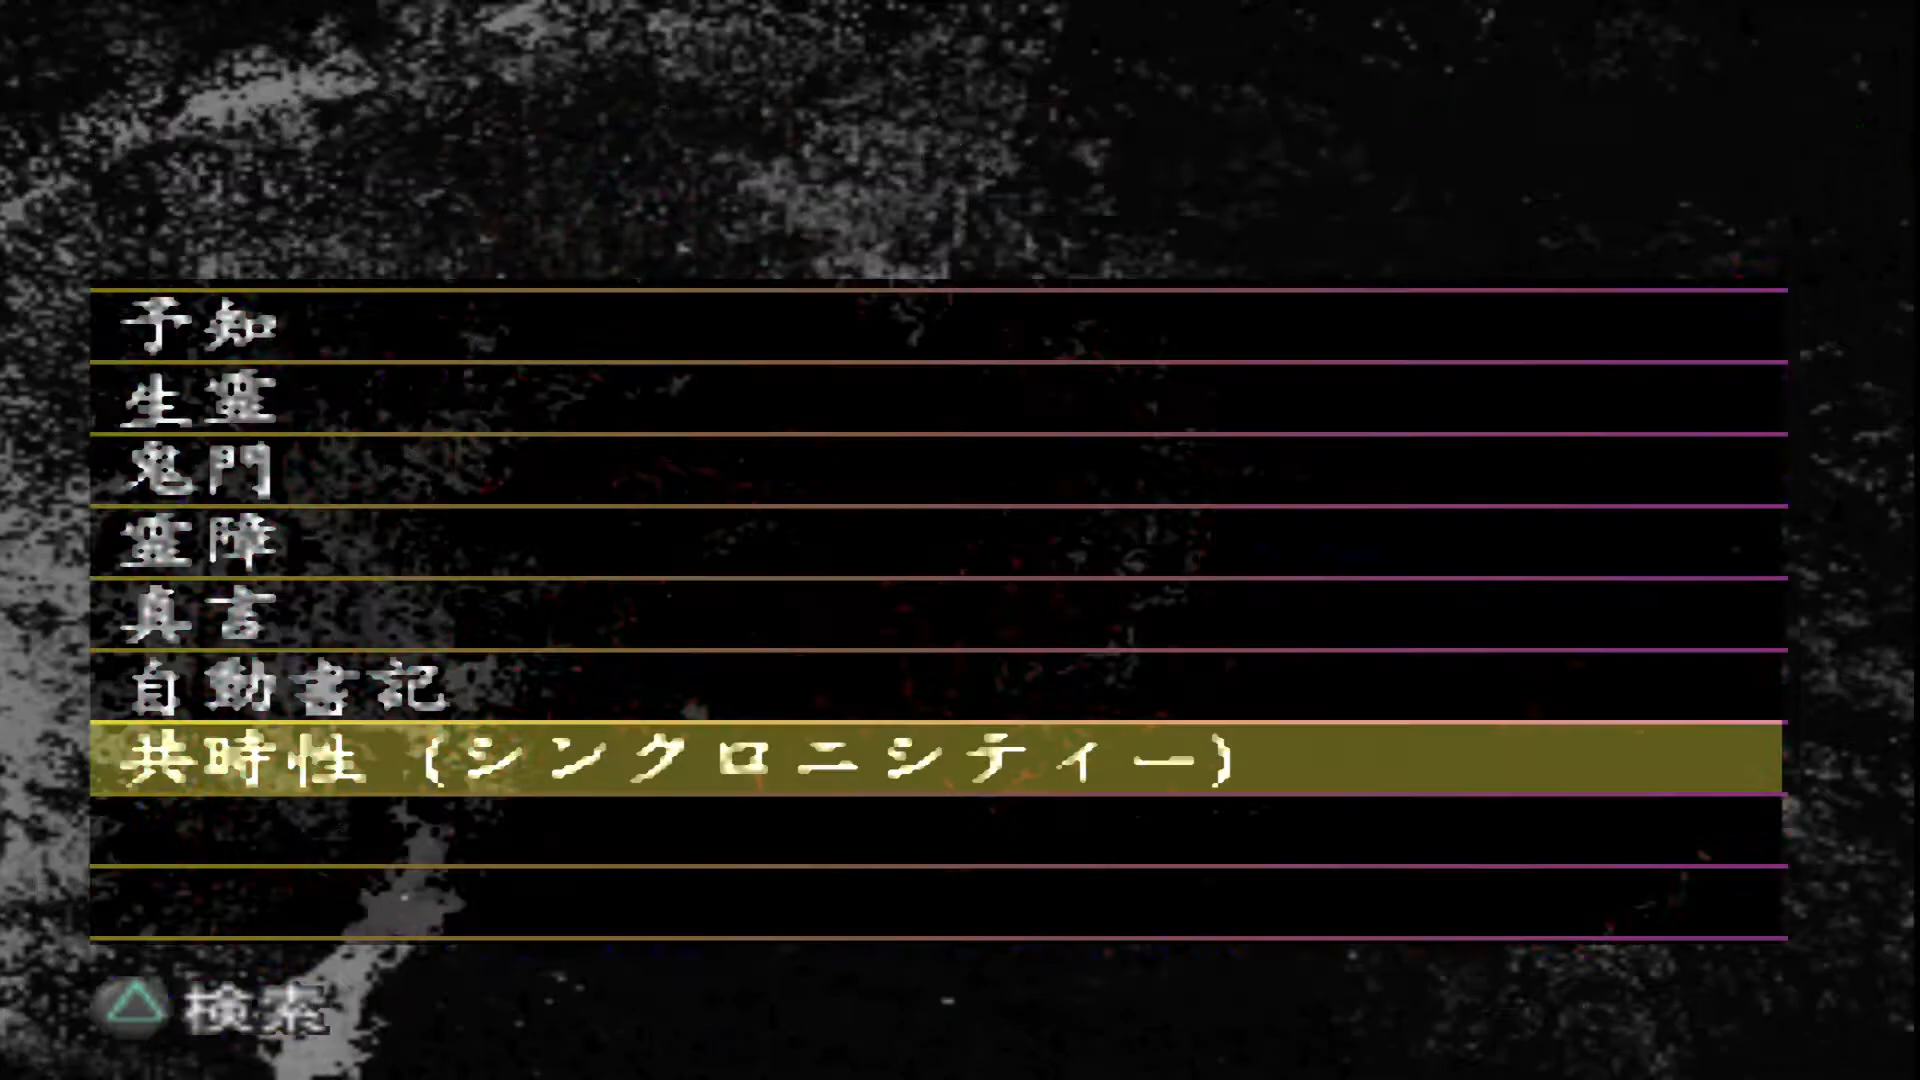 予知
生霊
鬼門
霊障
真言
自動書記
共時性 (シンクロニシティー)
検索